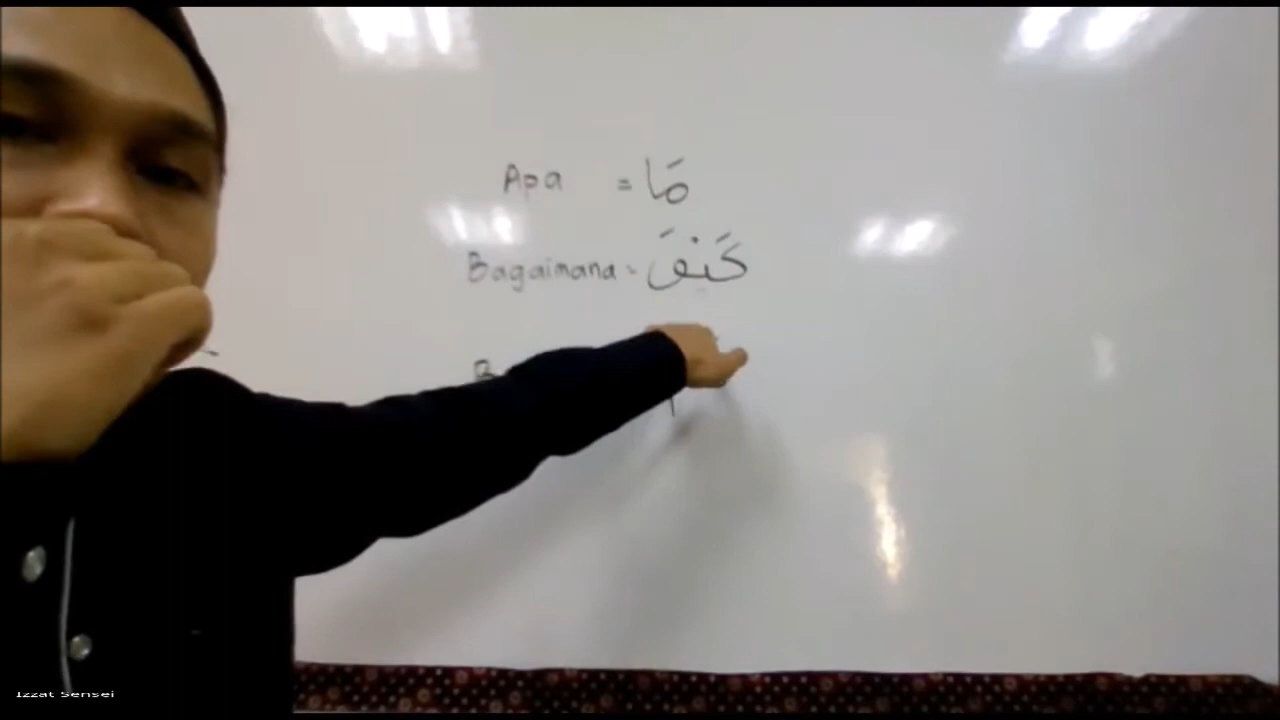 Apa = مَا
Bagaimana = كَيْفَ
Izzat Sensei